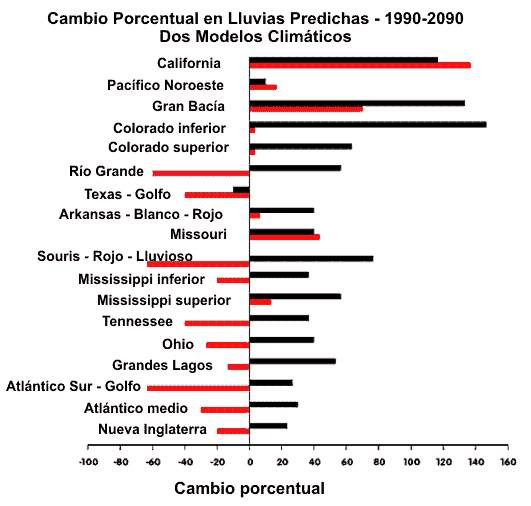 Cambio Porcentual en Lluvias Predichas - 1990-2090
Dos Modelos Climáticos
California
Pacífico Noroeste
Gran Bacía
Colorado inferior
Colorado superior
Río Grande
Texas - Golfo
Arkansas - Blanco - Rojo
Missouri
Souris - Rojo - Lluvioso
Mississippi inferior
Mississippi superior
Tennessee
Ohio
Grandes Lagos
Atlántico Sur - Golfo
Atlántico medio
Nueva Inglaterra
-100 -80 -60 -40 -20 0 20 40 60 80 100 120 140 160
Cambio porcentual